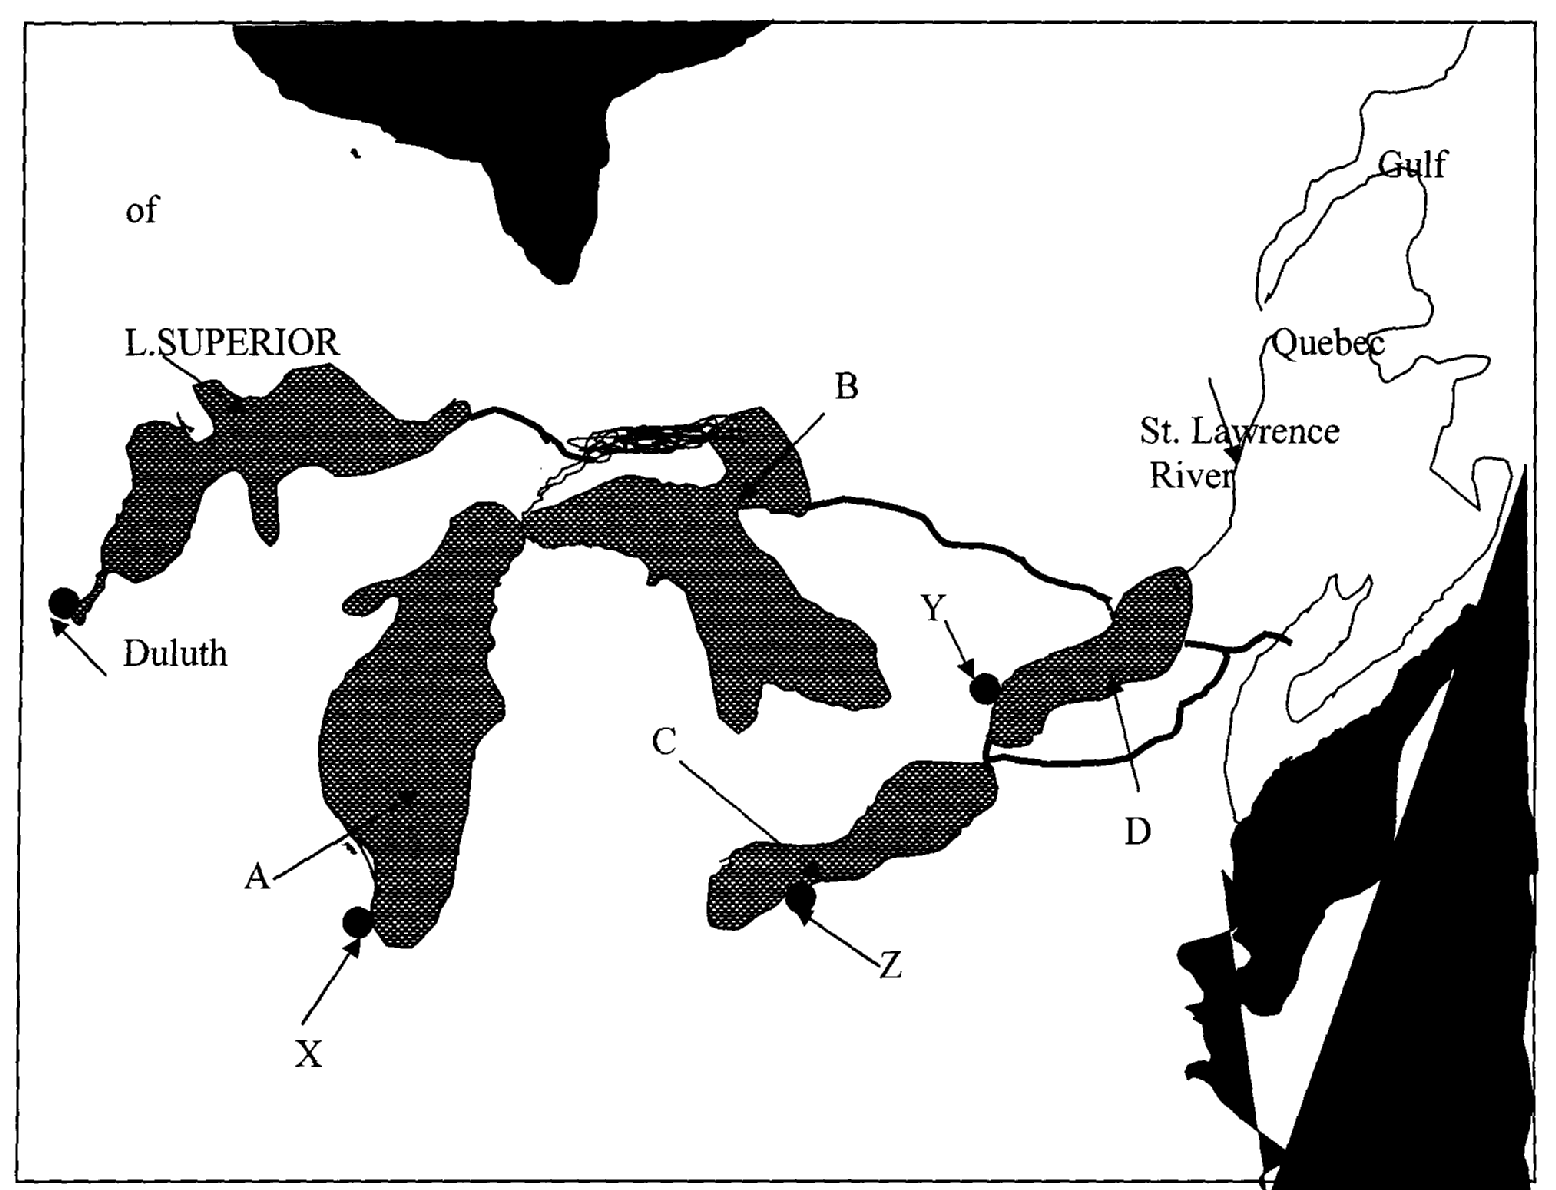 Gulf
of
L.SUPERIOR
Quebec
B
St. Lawrence
River
Y
Duluth
C
D
A
Z
X